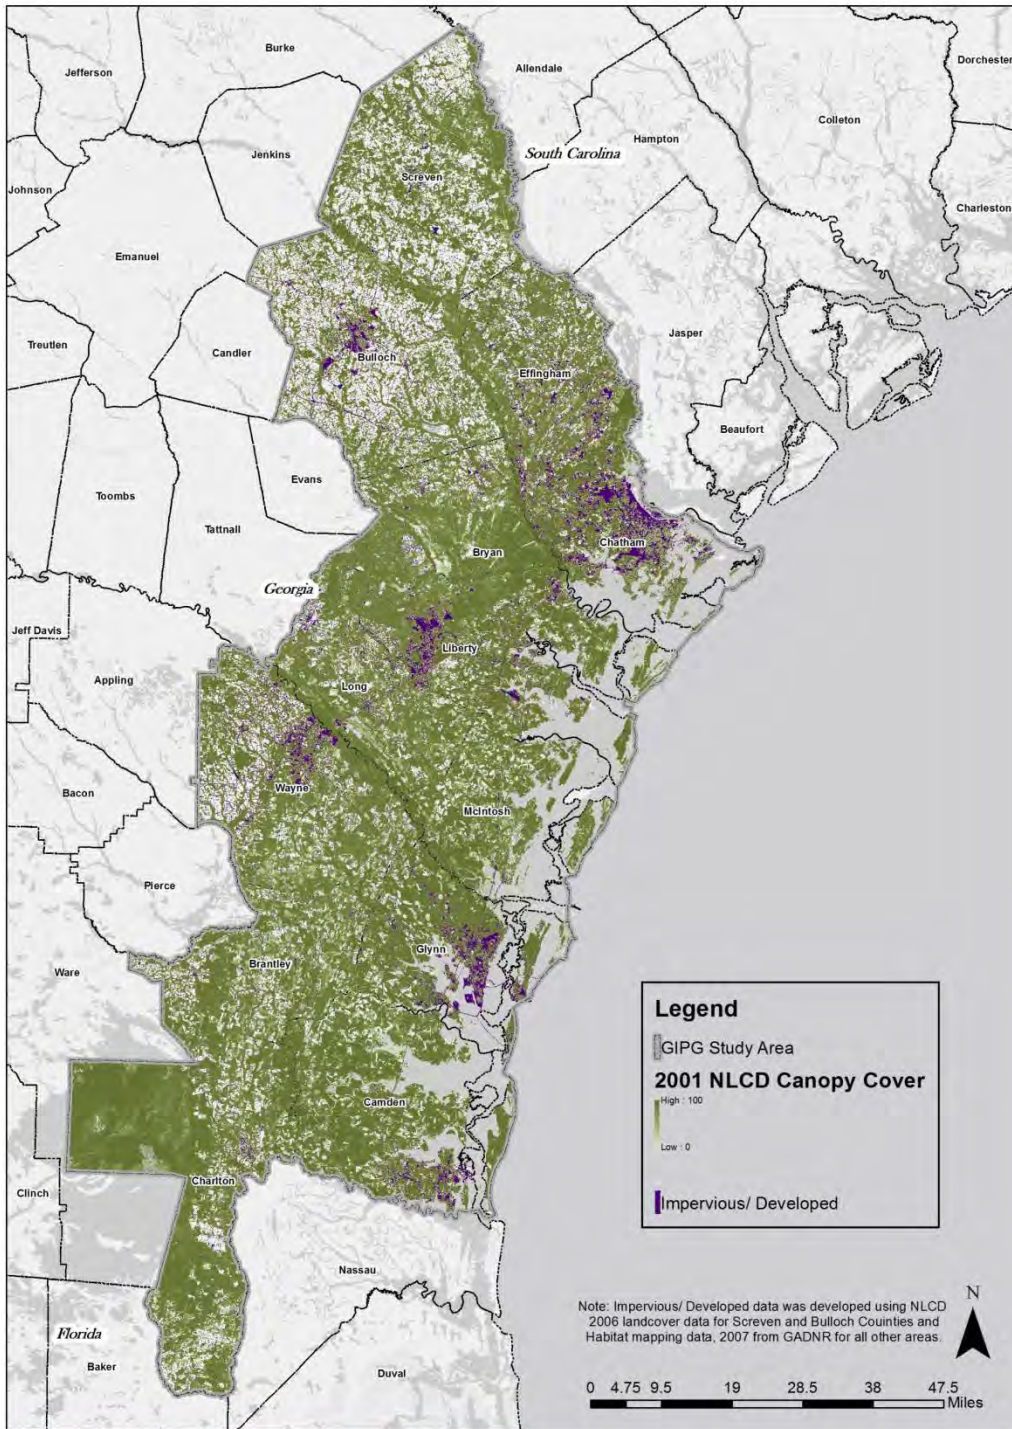 Burke
Jefferson
Allendale
Dorchester
Colleton
Hampton
Jenkins
South Carolina
Screven
Johnson
Charleston
Emanuel
Jasper
Treutlen
Candler
Bulloch
Effingham
Beaufort
Evans
Toombs
Tattnall
Chatham
Bryan
Georgia
Jeff Davis
Liberty
Appling
Long
Wayne
Bacon
McIntosh
Pierce
Glynn
Ware
Brantley
Camden
Charlton
Clinch
Nassau
Florida
Baker
Duval
Legend
GIPG Study Area
2001 NLCD Canopy Cover
High : 100
Low : 0
Impervious/ Developed
Note: Impervious/ Developed data was developed using NLCD
2006 landcover data for Screven and Bulloch Couinties and
Habitat mapping data, 2007 from GADNR for all other areas.
N
0 4.75 9.5 19 28.5 38 47.5
Miles